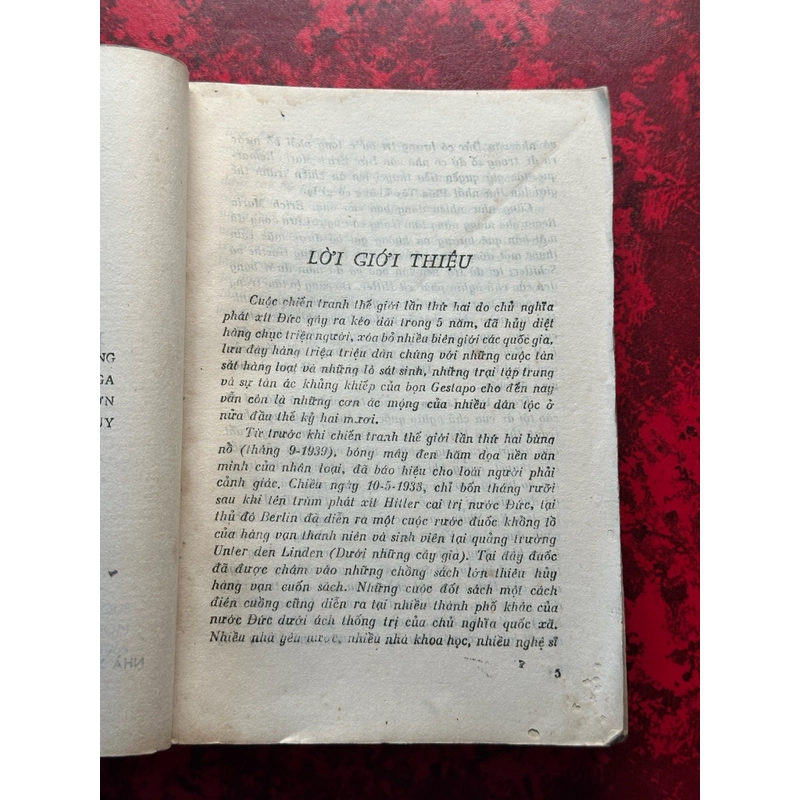 NG
GA
ƠN
UY
NHÀ
LỜI GIỚI THIỆU
Cuộc chiến tranh thế giới lần thứ hai do chủ nghĩa
phát xít Đức gây ra kéo dài trong 5 năm, đã hủy diệt
hàng chục triệu người, xóa bỏ nhiều biên giới các quốc gia,
lưu đày hàng triệu triệu dân chúng với những cuộc tàn
sát hàng loạt và những lò sát sinh, những trại tập trung
và sự tàn ác khủng khiếp của bọn Gestapo cho đến nay
vẫn còn là những cơn ác mộng của nhiều dân tộc ở
nửa đầu thế kỷ hai mươi.
Từ trước khi chiến tranh thế giới lần thứ hai bùng
nổ (tháng 9-1939), bóng mây đen hăm dọa nền văn
minh của nhân loại, đã báo hiệu cho loài người phải
cảnh giác. Chiều ngày 10-5-1933, chỉ bốn tháng rưỡi
sau khi tên trùm phát xít Hitler cai trị nước Đức, tại
thủ đô Berlin đã diễn ra một cuộc rước đuốc khổng lồ
của hàng vạn thanh niên và sinh viên tại quảng trường
Unter den Linden (Dưới những cây già). Tại đây đuốc
đã được châm vào những chồng sách lớn thiêu hủy
hàng vạn cuốn sách. Những cuộc đốt sách một cách
điên cuồng cũng diễn ra tại nhiều thành phố khác của
nước Đức dưới ách thống trị của chủ nghĩa quốc xã.
Nhiều nhà yêu nước, nhiều nhà khoa học, nhiều nghệ sĩ
5